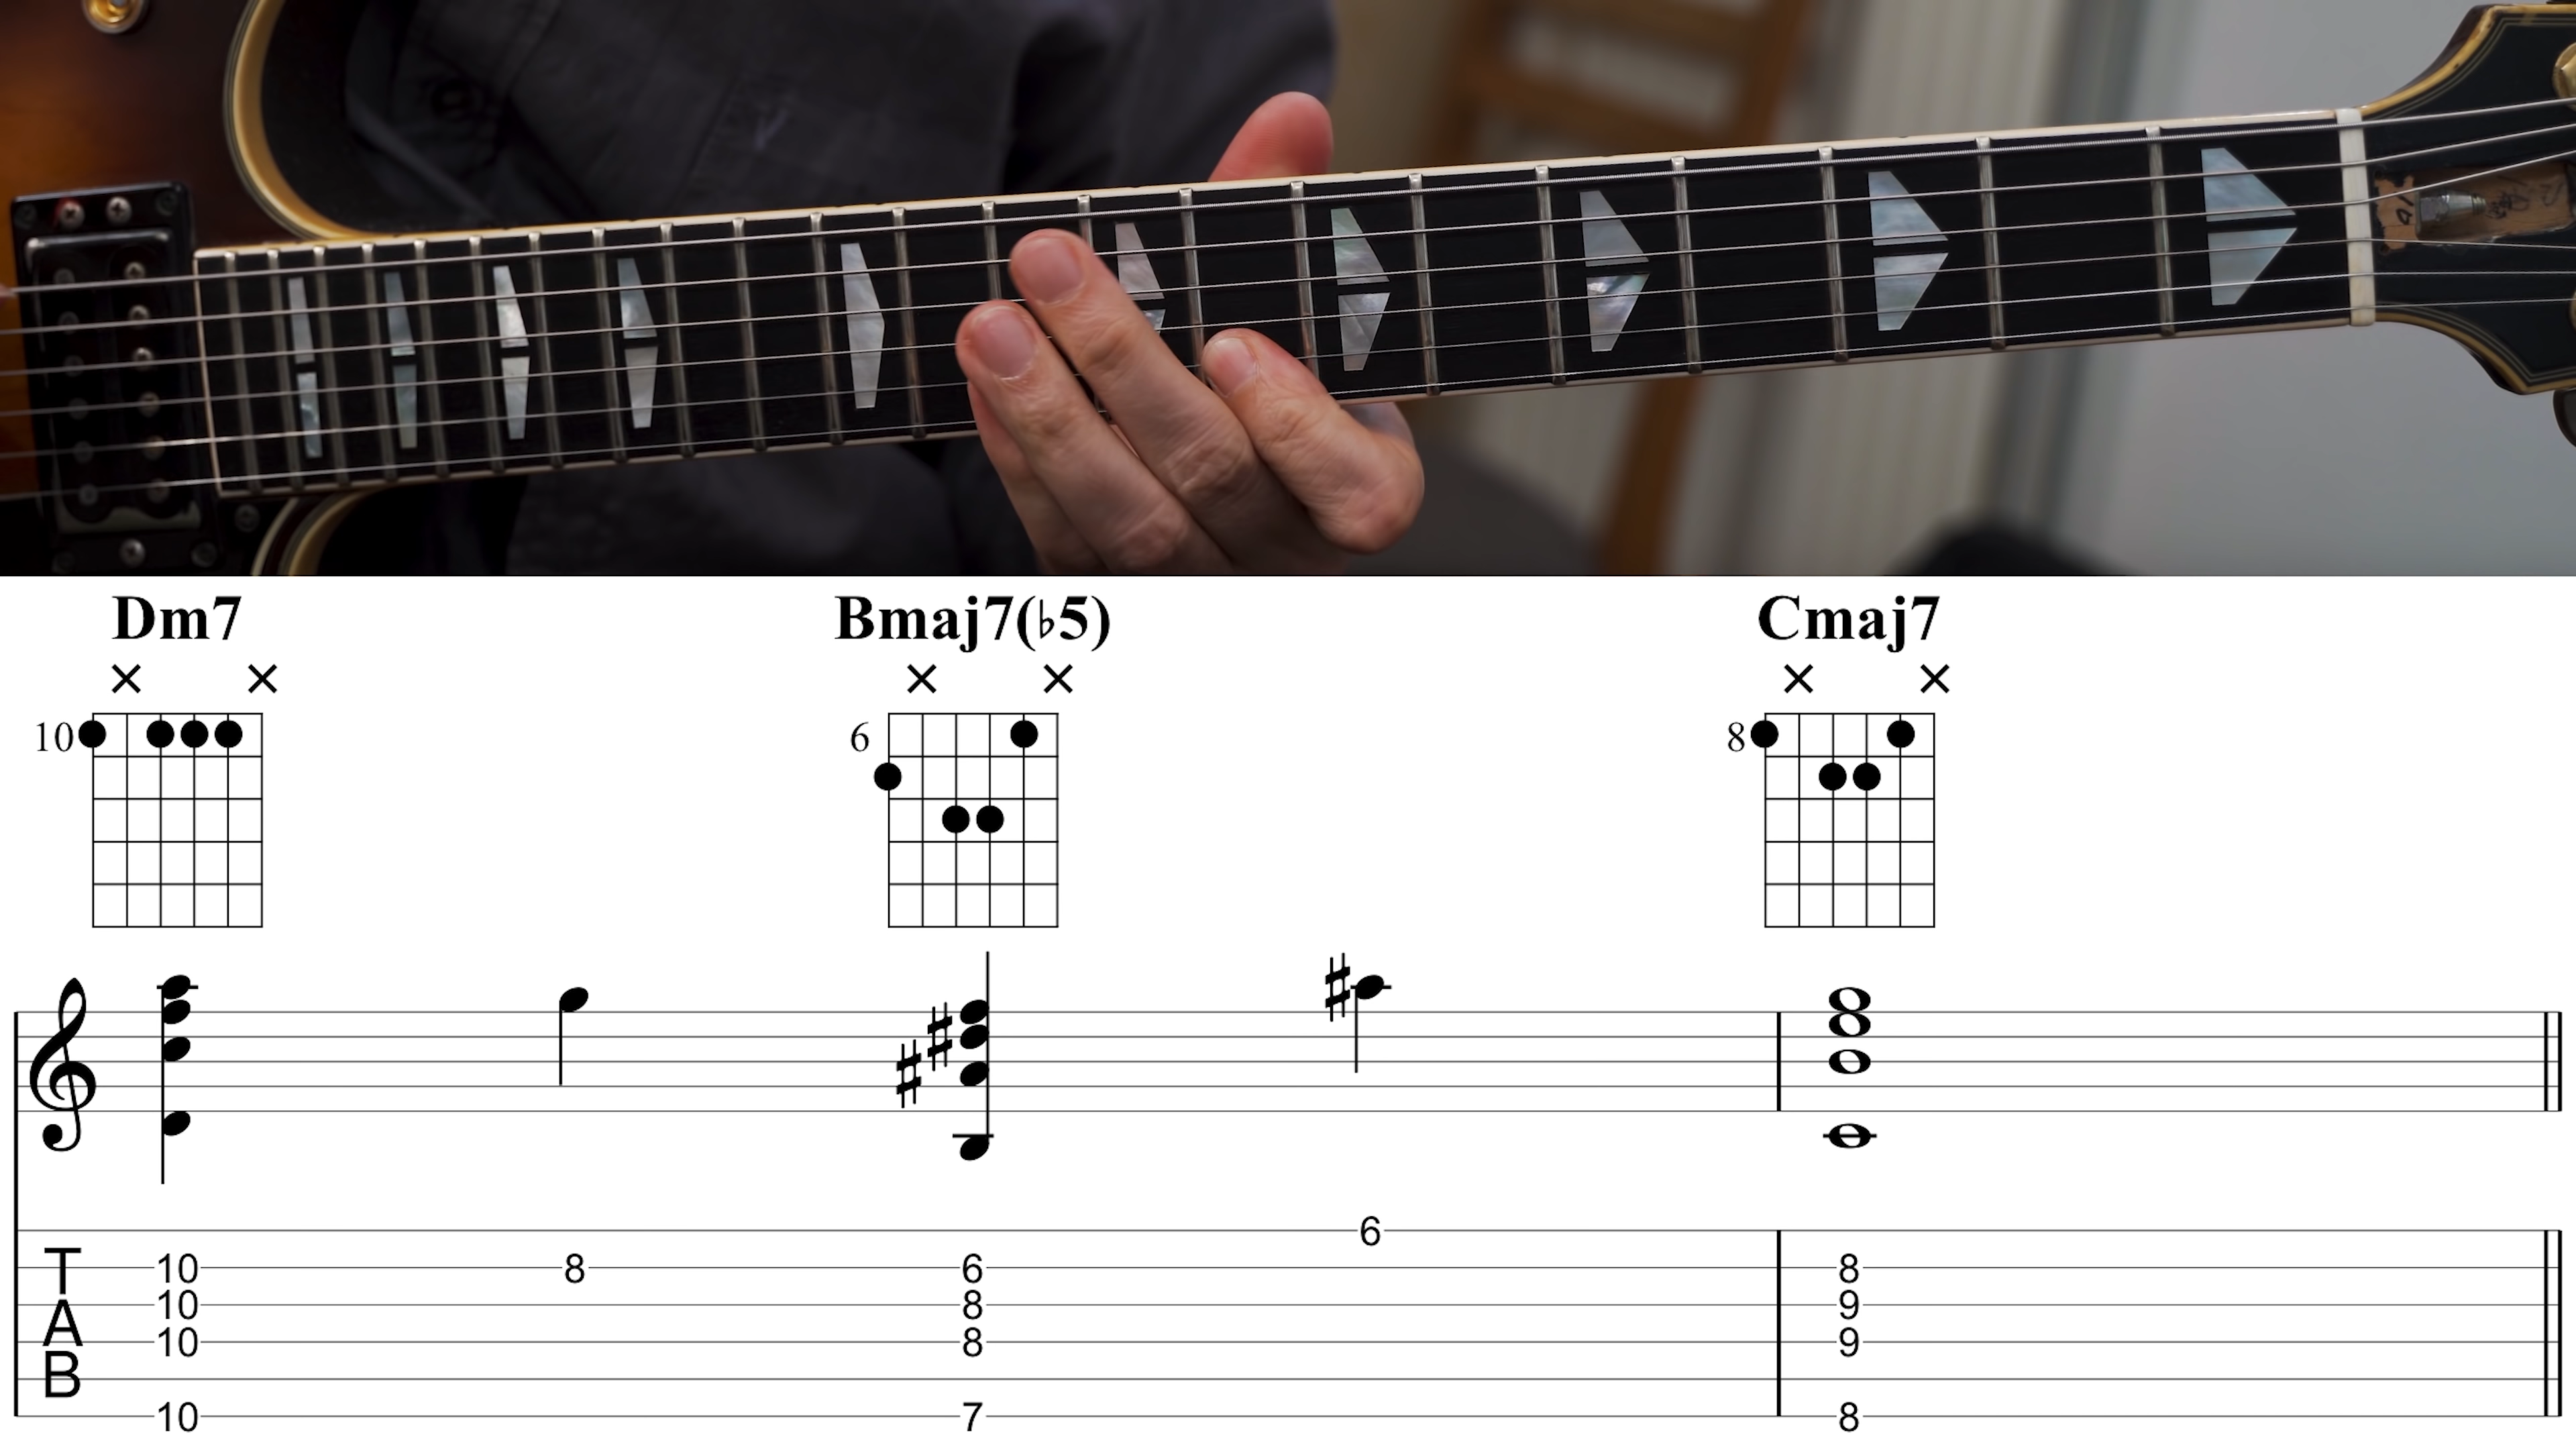 Dm7 Bmaj7(♭5) Cmaj7
× × × × × ×
10 6 8
6
T 10 8 6 8
A 10 8 9
B 10 8 9
10 7 8